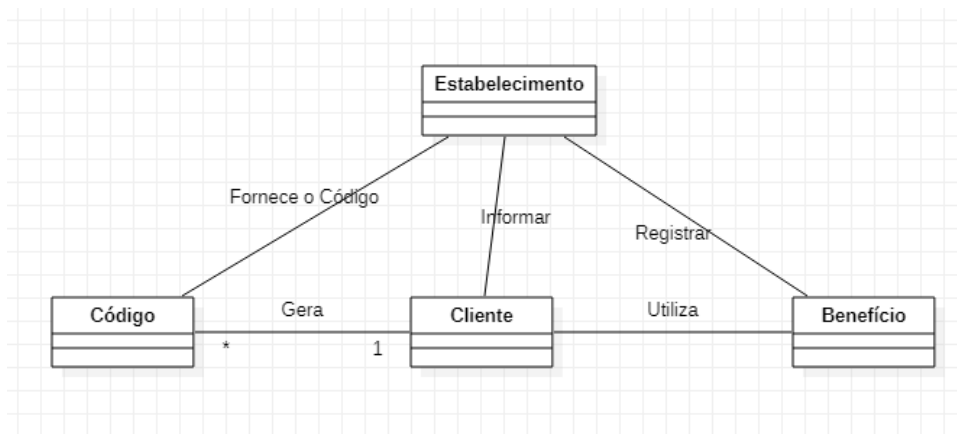 Estabelecimento
Fornece o Código
Informar
Registrar
Código
Gera
Cliente
Utiliza
Benefício
*
1